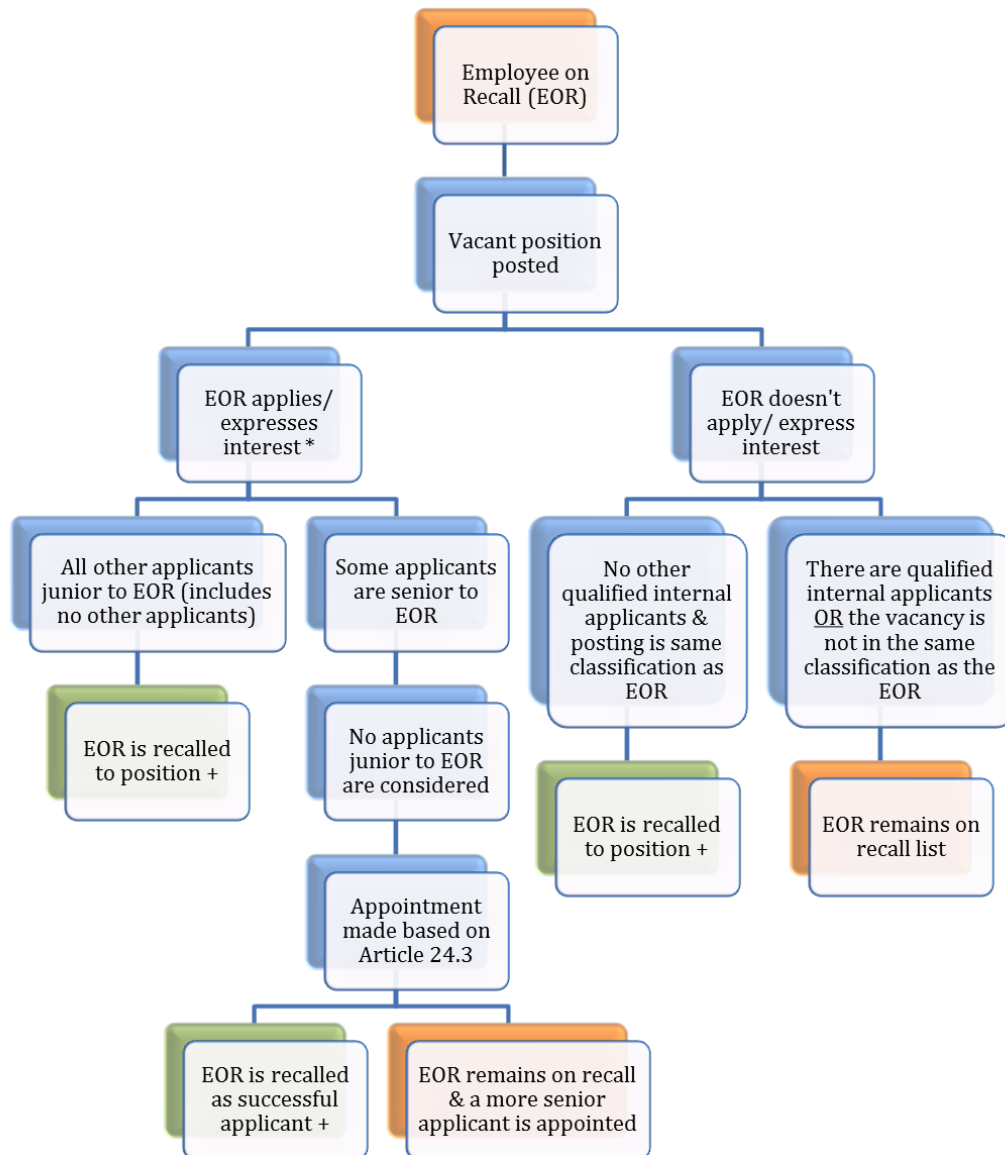 Employee on
Recall (EOR)
Vacant position
posted
EOR applies/
expresses
interest *
EOR doesn't
apply/ express
interest
All other applicants
junior to EOR (includes
no other applicants)
Some applicants
are senior to
EOR
No other
qualified internal
applicants &
posting is same
classification as
EOR
There are qualified
internal applicants
OR the vacancy is
not in the same
classification as the
EOR
EOR is recalled
to position +
No applicants
junior to EOR
are considered
EOR is recalled
to position +
EOR remains on
recall list
Appointment
made based on
Article 24.3
EOR is recalled
as successful
applicant +
EOR remains on recall
& a more senior
applicant is appointed